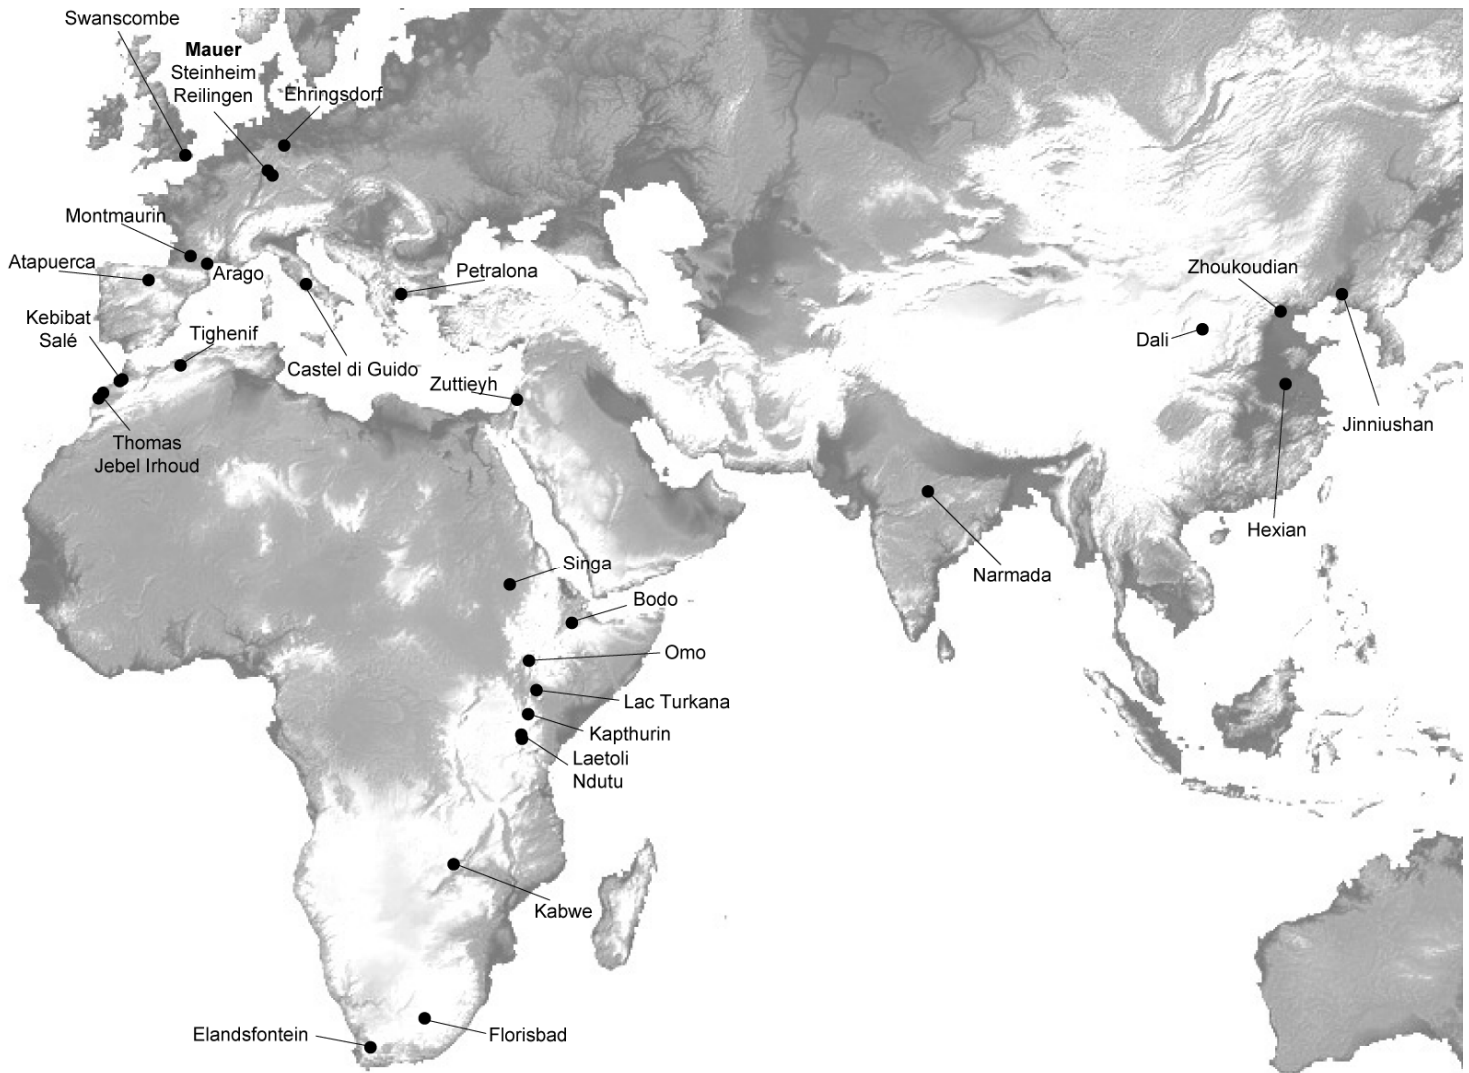 Swanscombe
Mauer
Steinheim
Reilingen
Ehringsdorf
Montmaurin
Atapuerca
Arago
Petralona
Zhoukoudian
Kebibat
Salé
Tighenif
Dali
Castel di Guido
Zuttieyh
Jinniushan
Thomas
Jebel Irhoud
Hexian
Singa
Narmada
Bodo
Omo
Lac Turkana
Kapthurin
Laetoli
Ndutu
Kabwe
Elandsfontein
Florisbad